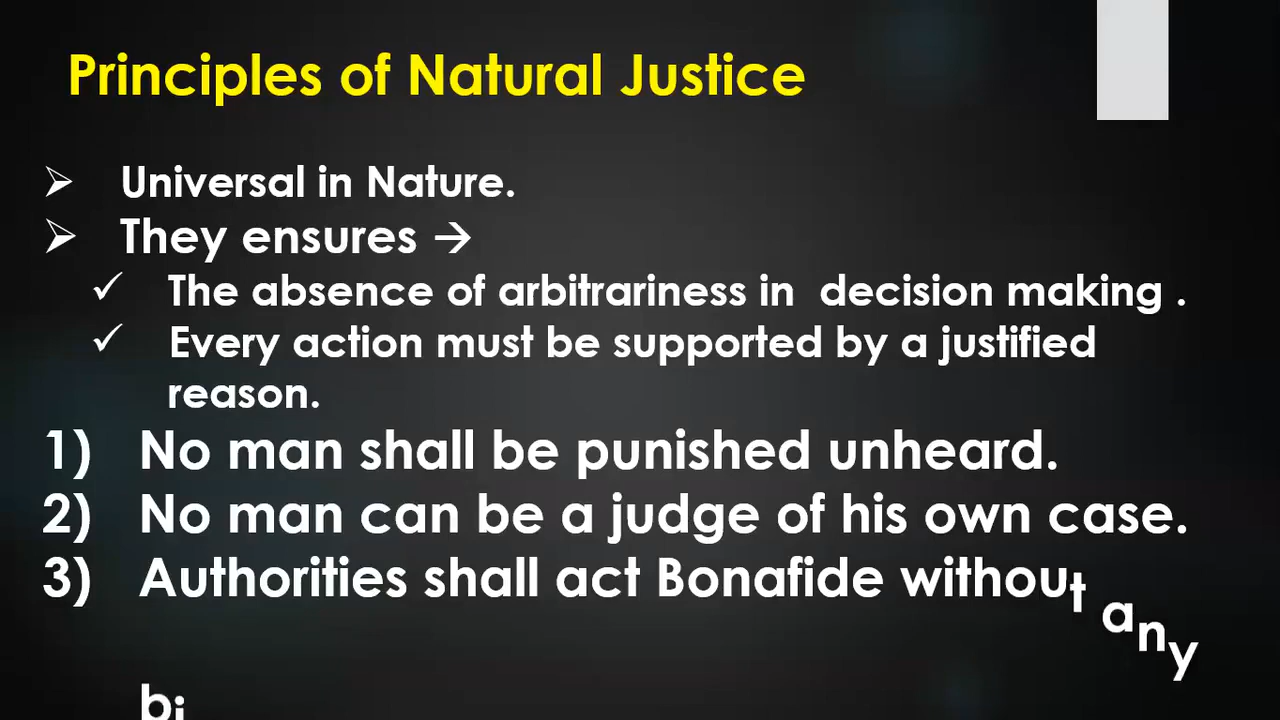 Principles of Natural Justice
➢ Universal in Nature.
➢ They ensures →
✓ The absence of arbitrariness in decision making .
✓ Every action must be supported by a justified
reason.
1) No man shall be punished unheard.
2) No man can be a judge of his own case.
3) Authorities shall act Bonafide without any